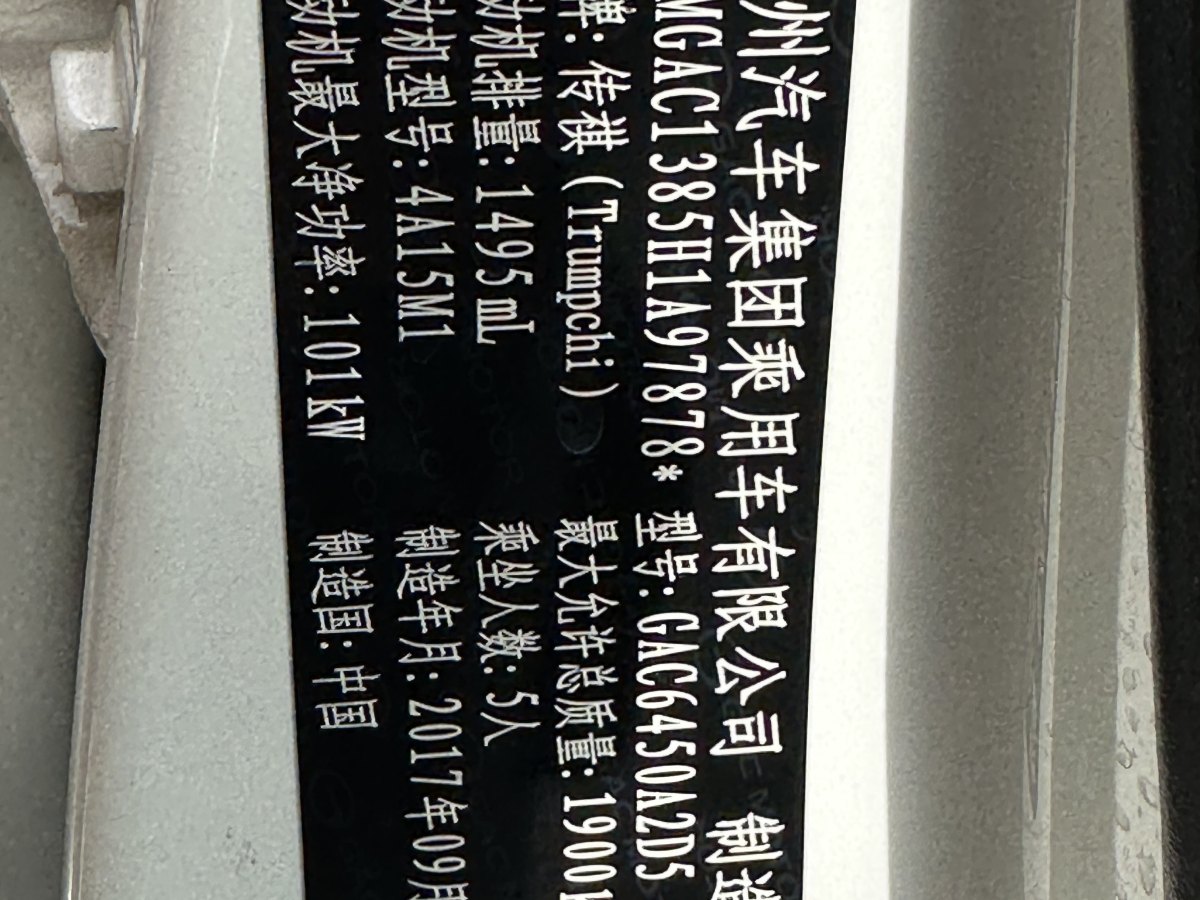 州汽车集团乘用车有限公司 制造
MGAC1385H1A97878* 型号:GAC6450A2D5
牌:传祺(Trumpchi) 最大允许总质量:1900k
动机排量:1495mL 乘坐人数:5人
动机型号:4A15M1 制造年月:2017年09月
动机最大净功率:101kW 制造国:中国